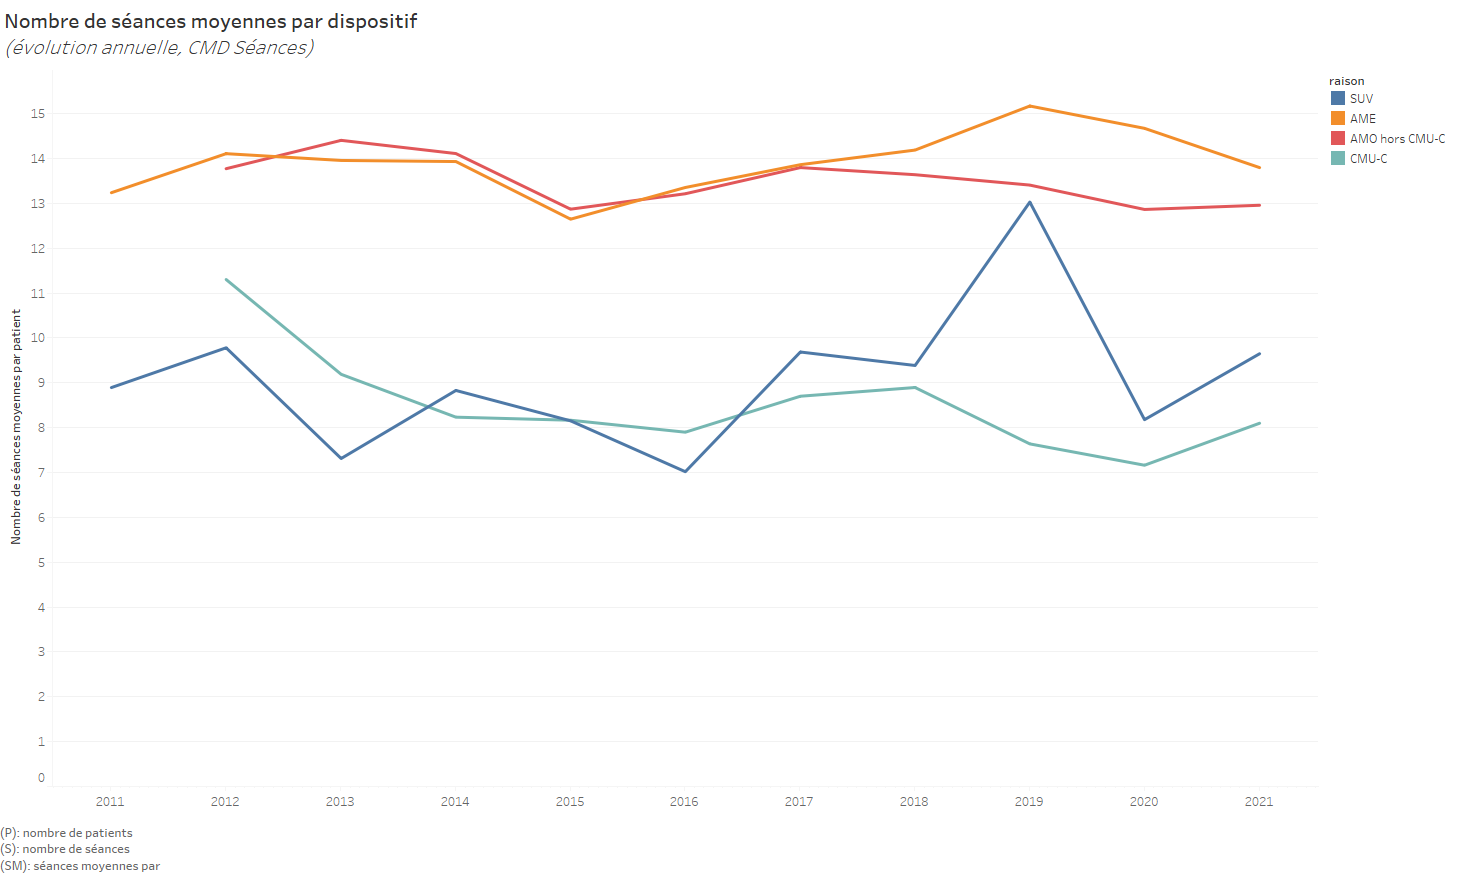 Nombre de séances moyennes par dispositif
(évolution annuelle, CMD Séances)
raison
SUV
AME
AMO hors CMU-C
CMU-C
Nombre de séances moyennes par patient
15
14
13
12
11
10
9
8
7
6
5
4
3
2
1
0
2011 2012 2013 2014 2015 2016 2017 2018 2019 2020 2021
(P): nombre de patients
(S): nombre de séances
(SM): séances moyennes par